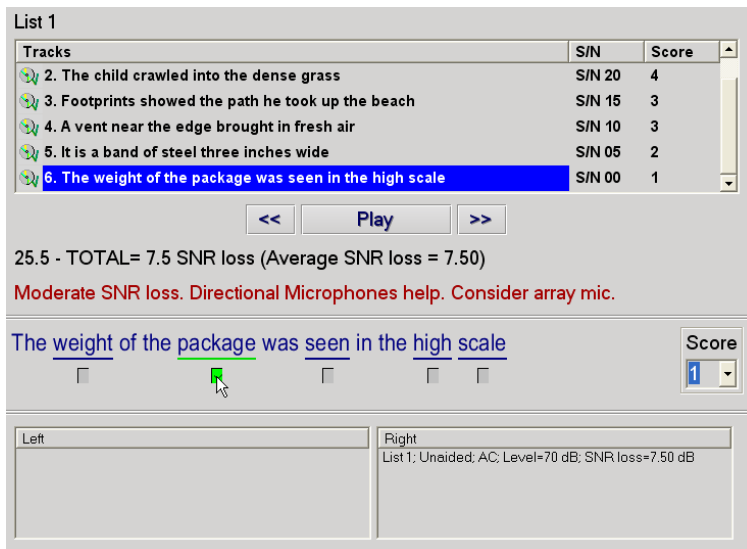 List 1
Tracks S/N Score
2. The child crawled into the dense grass S/N 20 4
3. Footprints showed the path he took up the beach S/N 15 3
4. A vent near the edge brought in fresh air S/N 10 3
5. It is a band of steel three inches wide S/N 05 2
6. The weight of the package was seen in the high scale S/N 00 1
<< Play >>
25.5 - TOTAL= 7.5 SNR loss (Average SNR loss = 7.50)
Moderate SNR loss. Directional Microphones help. Consider array mic.
The weight of the package was seen in the high scale
Score
1
Left
Right
List 1; Unaided; AC; Level=70 dB; SNR loss=7.50 dB